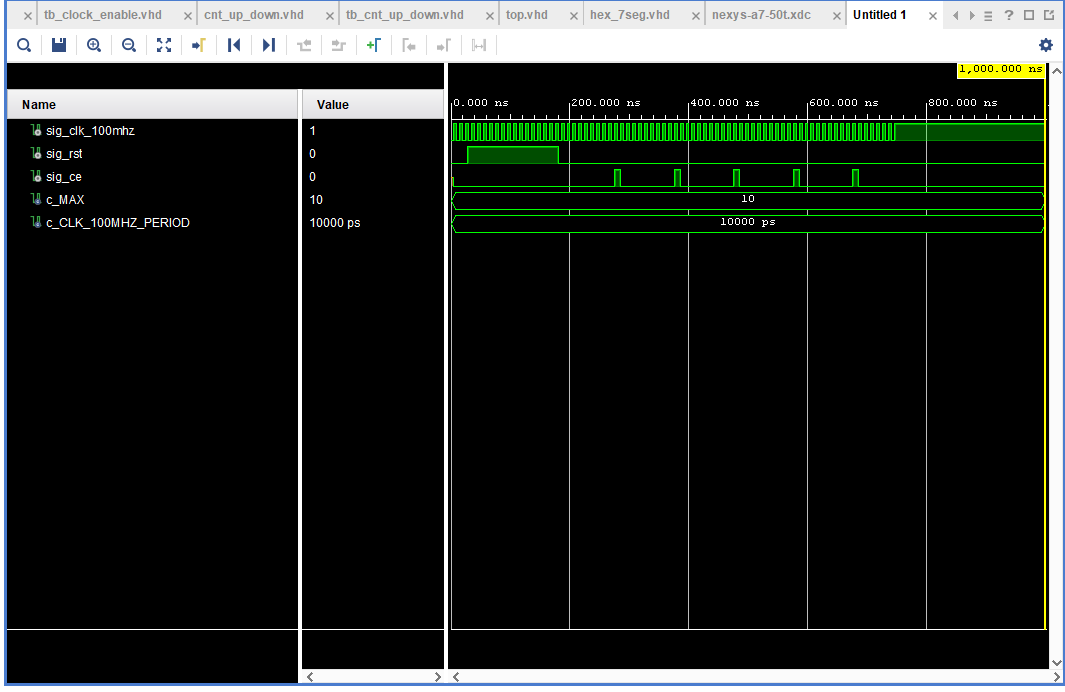 tb_clock_enable.vhd cnt_up_down.vhd tb_cnt_up_down.vhd top.vhd hex_7seg.vhd nexys-a7-50t.xdc Untitled 1
1,000.000 ns
Name Value
0.000 ns 200.000 ns 400.000 ns 600.000 ns 800.000 ns
sig_clk_100mhz 1
sig_rst 0
sig_ce 0
c_MAX 10 10
c_CLK_100MHZ_PERIOD 10000 ps 10000 ps